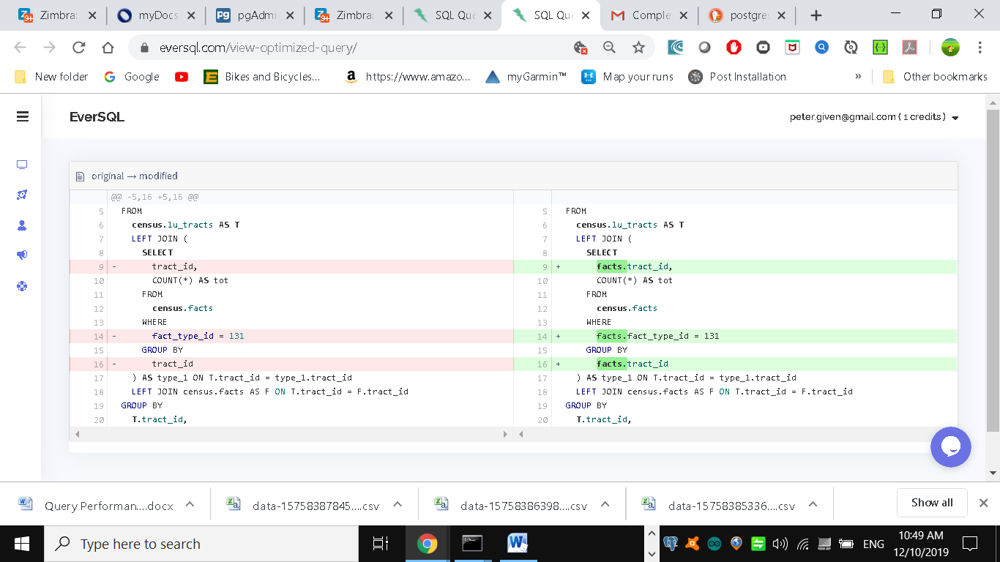 Zimbra:
myDocs
pgAdmi
Zimbra:
SQL Que
SQL Que
Comple
postgres
eversql.com/view-optimized-query/
New folder
Google
Bikes and Bicycles...
https://www.amazo...
myGarmin™
Map your runs
Post Installation
»
Other bookmarks
EverSQL
peter.given@gmail.com ( 1 credits )
original → modified
@@ -5,16 +5,16 @@
5 FROM
6 census.lu_tracts AS T
7 LEFT JOIN (
8 SELECT
9 - tract_id,
10 COUNT(*) AS tot
11 FROM
12 census.facts
13 WHERE
14 - fact_type_id = 131
15 GROUP BY
16 - tract_id
17 ) AS type_1 ON T.tract_id = type_1.tract_id
18 LEFT JOIN census.facts AS F ON T.tract_id = F.tract_id
19 GROUP BY
20 T.tract_id,
5 FROM
6 census.lu_tracts AS T
7 LEFT JOIN (
8 SELECT
9 + facts.tract_id,
10 COUNT(*) AS tot
11 FROM
12 census.facts
13 WHERE
14 + facts.fact_type_id = 131
15 GROUP BY
16 + facts.tract_id
17 ) AS type_1 ON T.tract_id = type_1.tract_id
18 LEFT JOIN census.facts AS F ON T.tract_id = F.tract_id
19 GROUP BY
20 T.tract_id,
Query Performan....docx
data-15758387845....csv
data-15758386398....csv
data-15758385336....csv
Show all
Type here to search
ENG
10:49 AM
12/10/2019